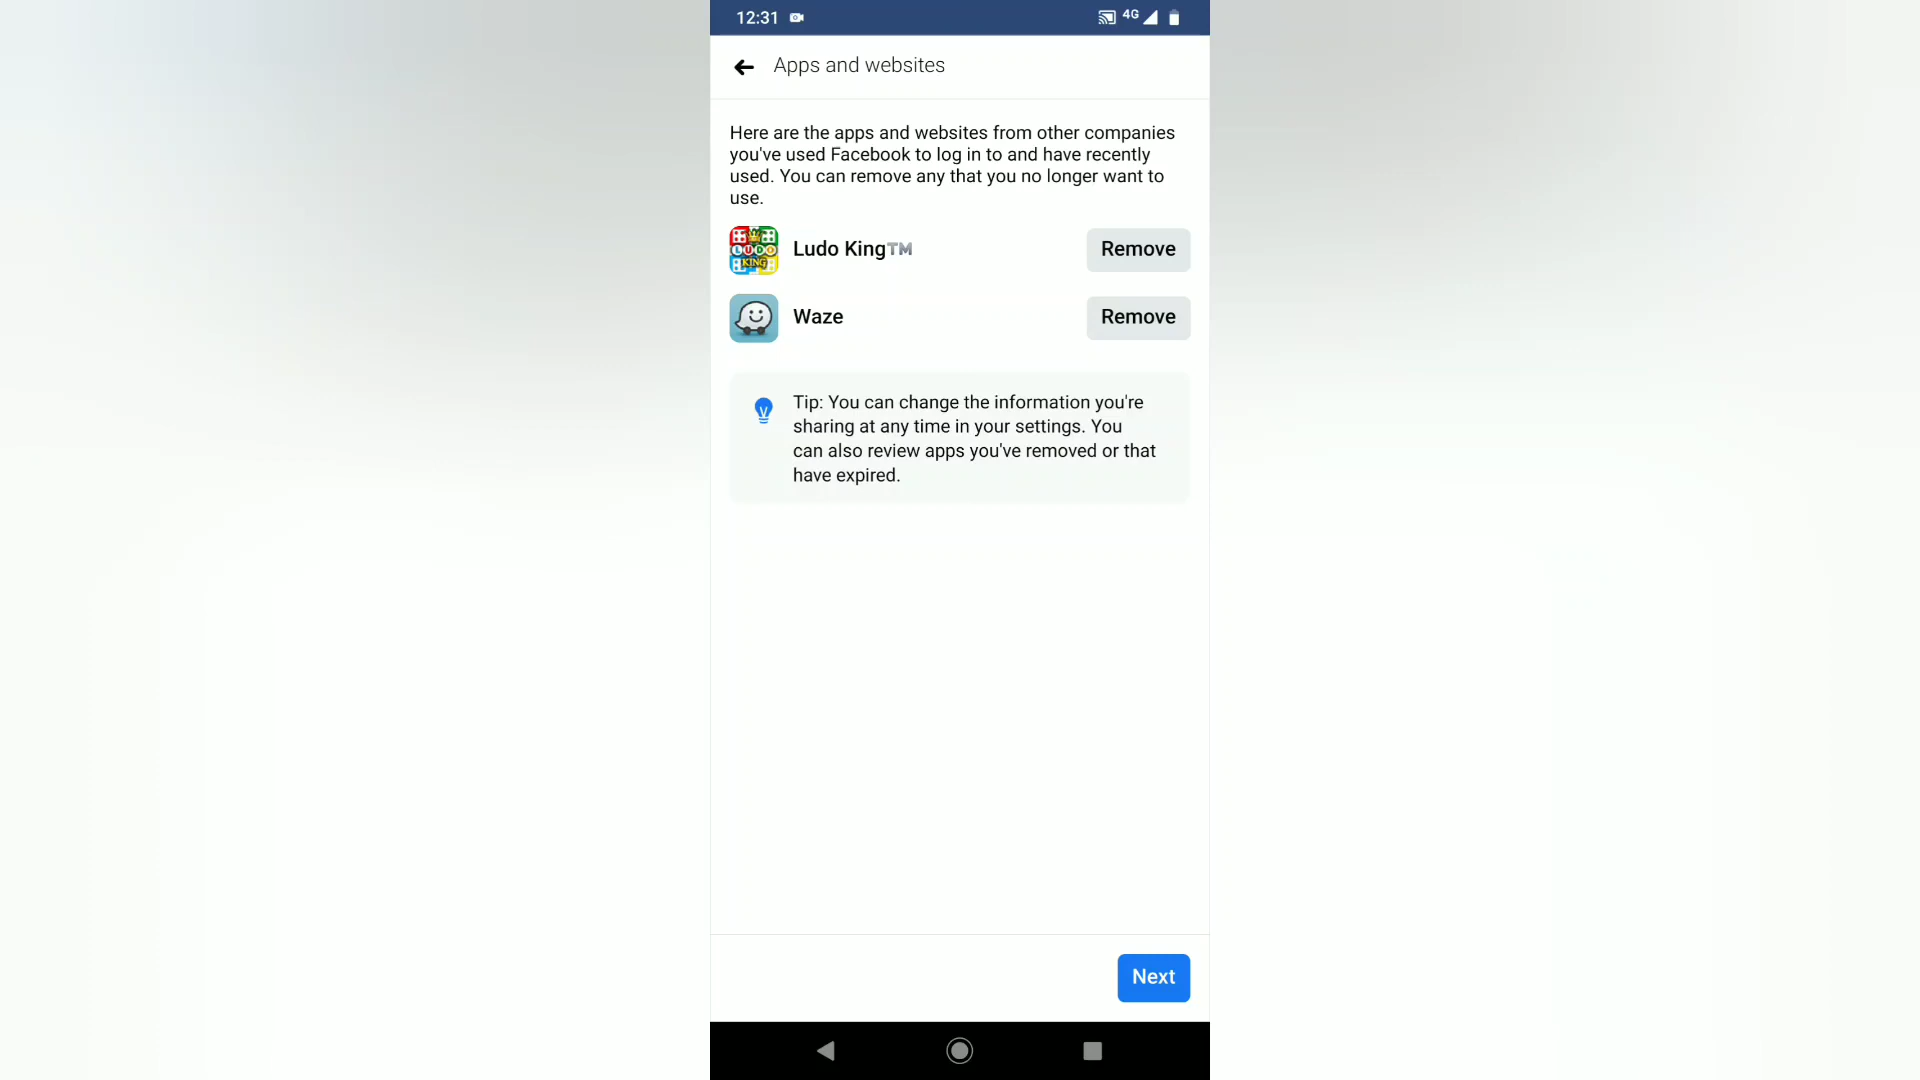 12:31
4G
Apps and websites
Here are the apps and websites from other companies
you've used Facebook to log in to and have recently
used. You can remove any that you no longer want to
use.
LUDO
KING
Ludo King™
Remove
Waze
Remove
Tip: You can change the information you're
sharing at any time in your settings. You
can also review apps you've removed or that
have expired.
Next